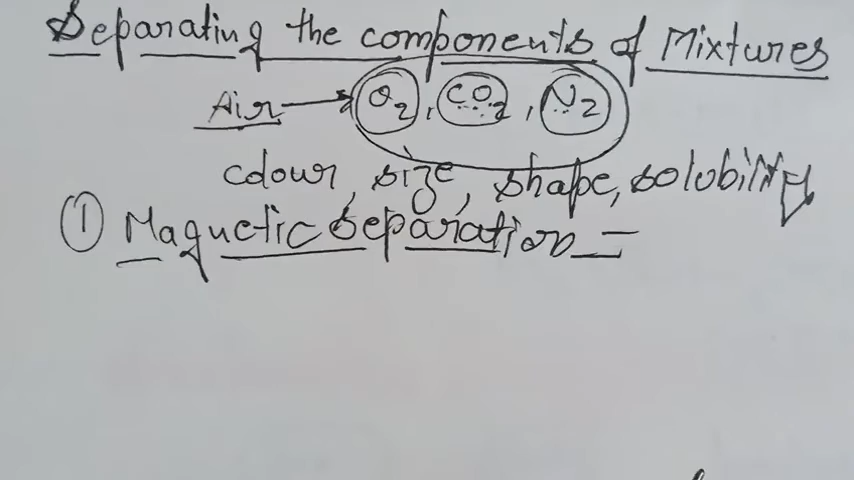 Separating the components of Mixtures
Air → O2, CO2, N2
colour, size, shape, solubility
① Magnetic separation =